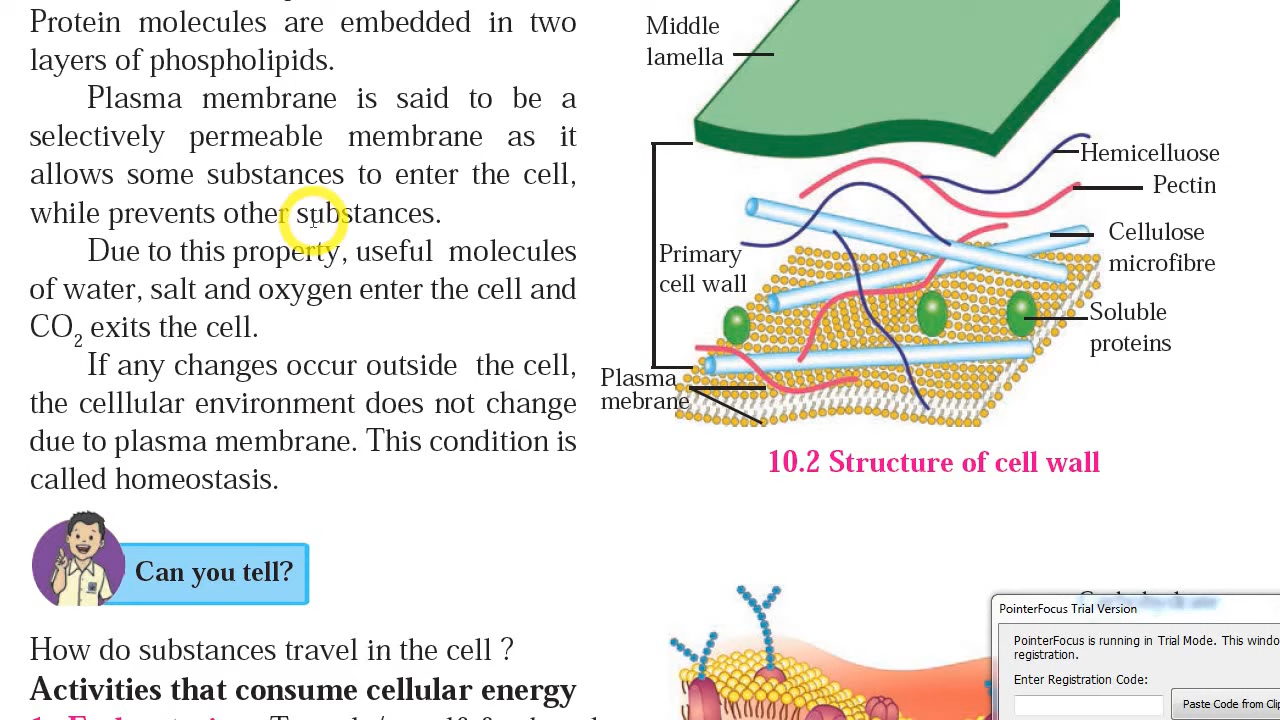 Protein molecules are embedded in two
layers of phospholipids.
Plasma membrane is said to be a
selectively permeable membrane as it
allows some substances to enter the cell,
while prevents other substances.
Due to this property, useful molecules
of water, salt and oxygen enter the cell and
CO2 exits the cell.
If any changes occur outside the cell,
the celllular environment does not change
due to plasma membrane. This condition is
called homeostasis.
Can you tell?
How do substances travel in the cell ?
Activities that consume cellular energy
Middle
lamella
Hemicelluose
Pectin
Cellulose
microfibre
Primary
cell wall
Soluble
proteins
Plasma
mebrane
10.2 Structure of cell wall
PointerFocus Trial Version
PointerFocus is running in Trial Mode. This
registration.
Enter Registration Code:
Paste Code from